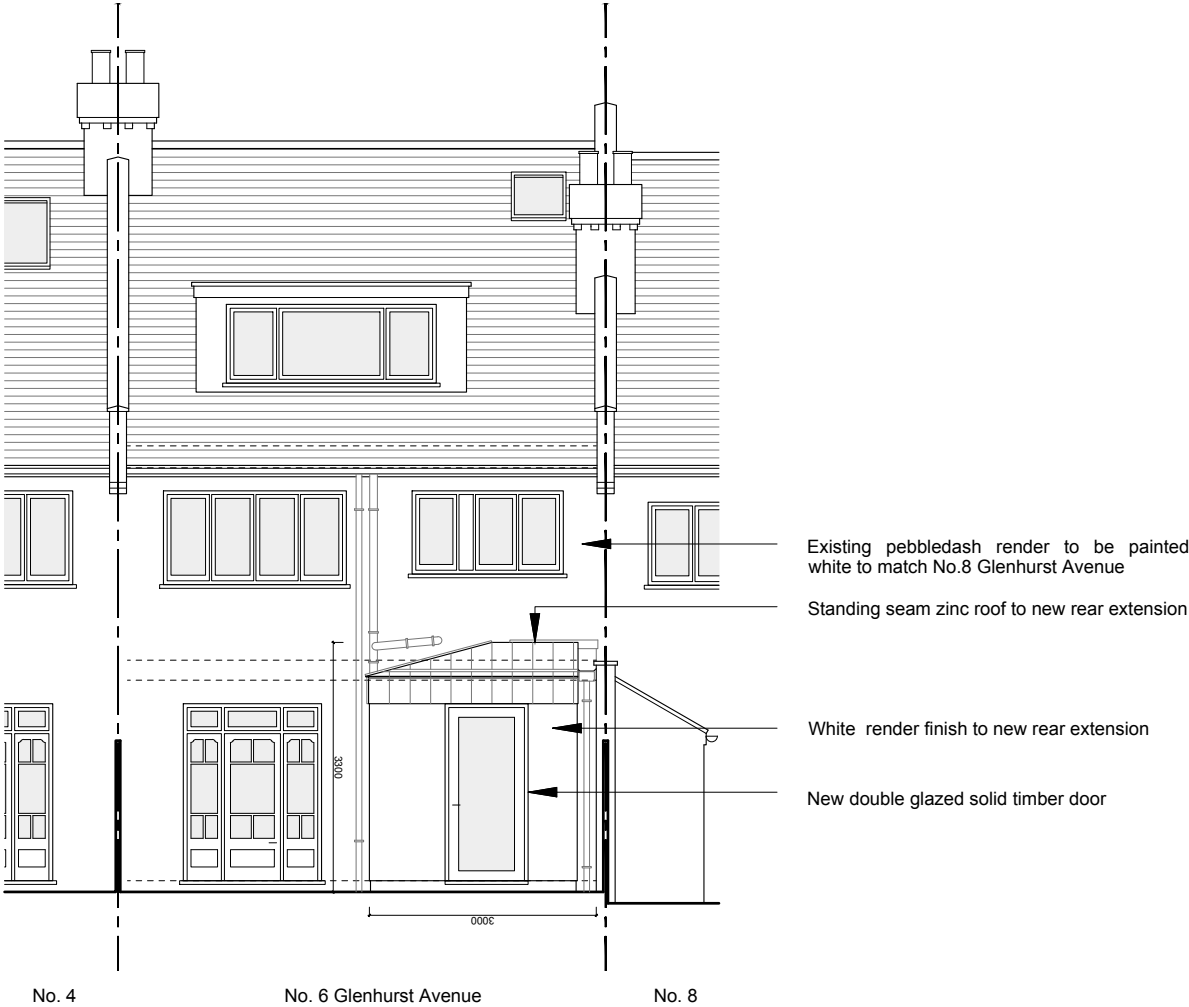 Existing pebbledash render to be painted
white to match No.8 Glenhurst Avenue
Standing seam zinc roof to new rear extension
White render finish to new rear extension
3300
New double glazed solid timber door
3000
No. 4
No. 6 Glenhurst Avenue
No. 8